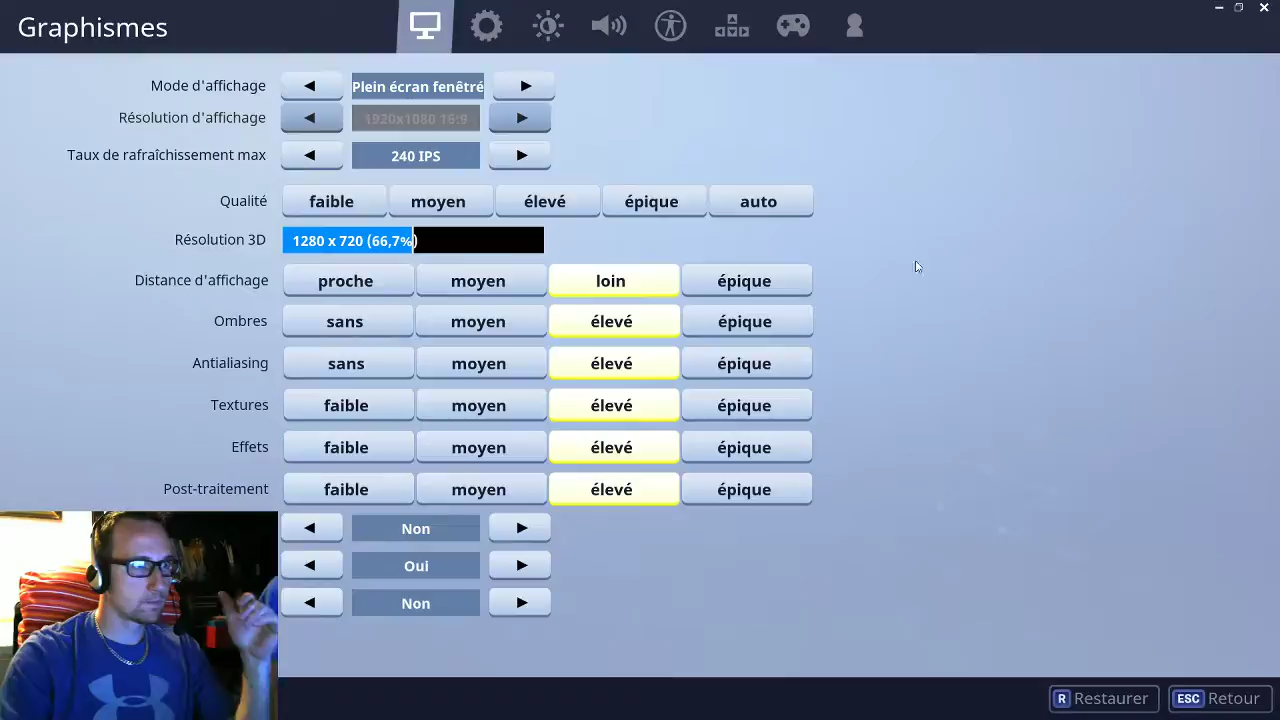 Graphismes
Mode d'affichage ◄ Plein écran fenêtré ►
Résolution d'affichage ◄ 1920x1080 16:9 ►
Taux de rafraîchissement max ◄ 240 IPS ►
Qualité faible moyen élevé épique auto
Résolution 3D 1280 x 720 (66,7%)
Distance d'affichage proche moyen loin épique
Ombres sans moyen élevé épique
Antialiasing sans moyen élevé épique
Textures faible moyen élevé épique
Effets faible moyen élevé épique
Post-traitement faible moyen élevé épique
◄ Non ►
◄ Oui ►
◄ Non ►
R Restaurer ESC Retour